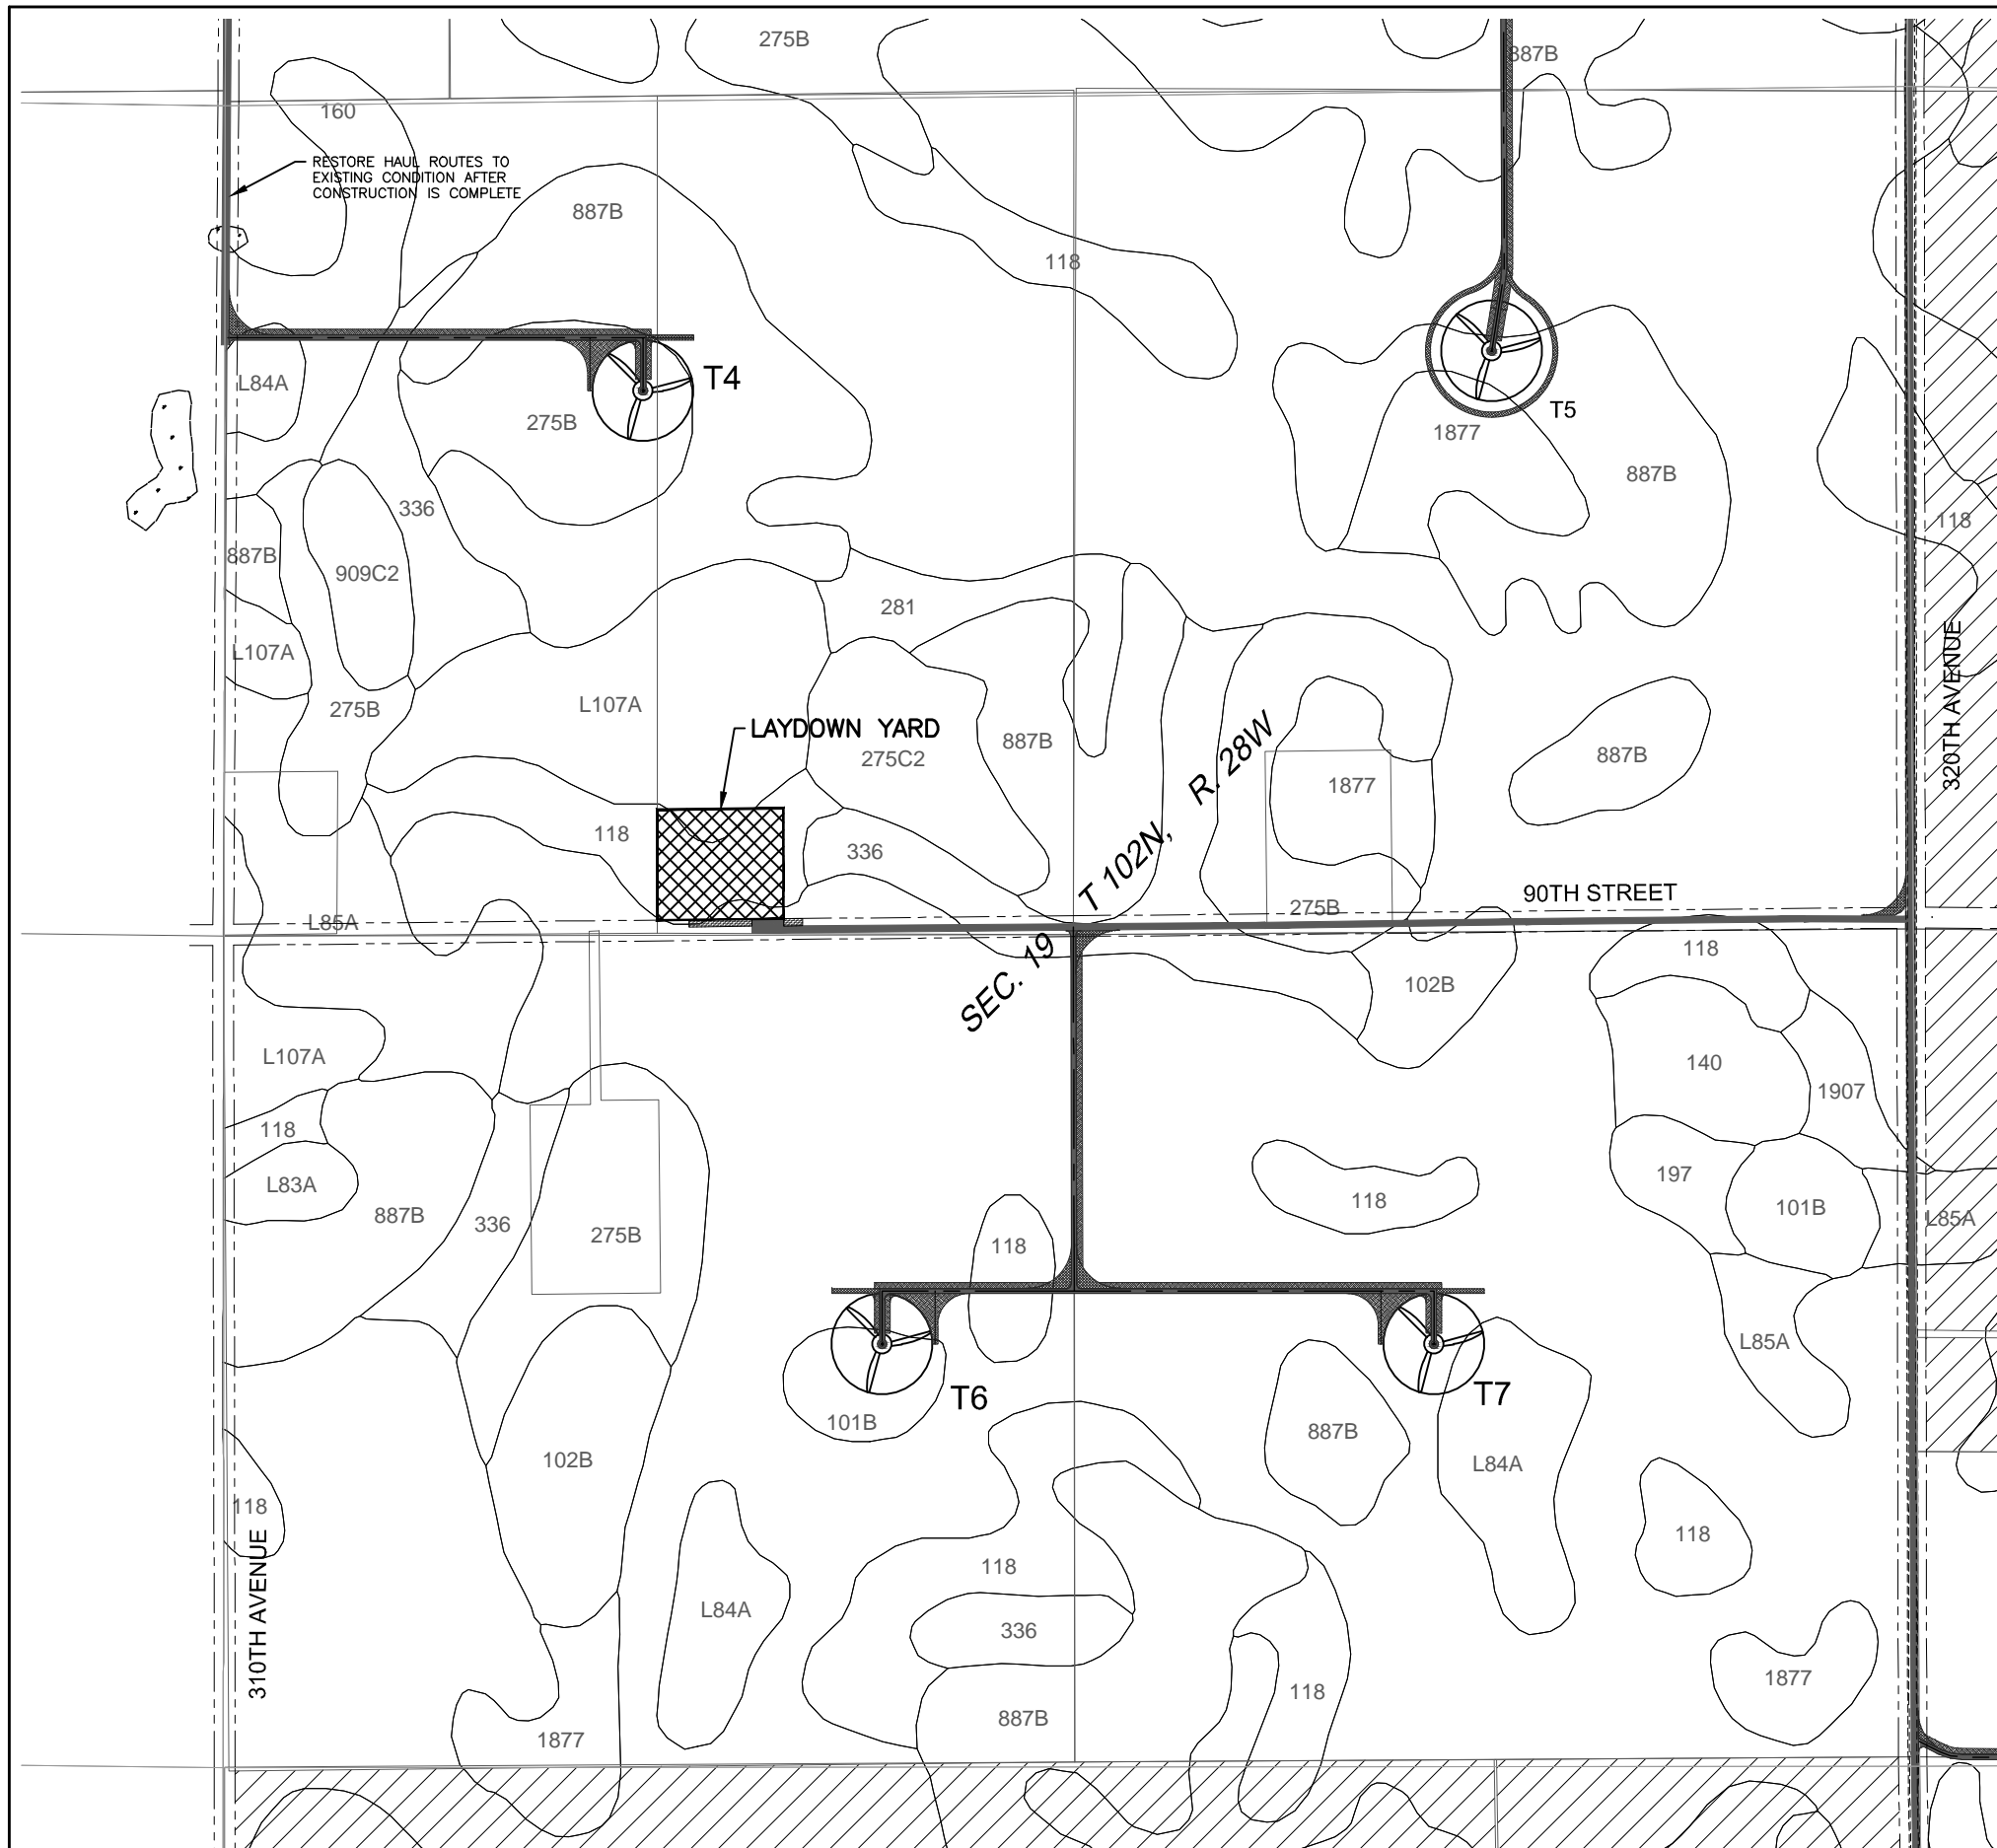 275B
887B
160
RESTORE HAUL ROUTES TO
EXISTING CONDITION AFTER
CONSTRUCTION IS COMPLETE
887B
118
T4
L84A
275B
T5
1877
887B
336
118
887B
909C2
281
L107A
275B
L107A
LAYDOWN YARD
275C2
887B
T 102N, R. 28W
1877
887B
320TH AVENUE
118
336
90TH STREET
275B
L85A
SEC. 19
118
102B
L107A
140
1907
118
L83A
887B
336
275B
118
118
197
101B
L85A
T6
101B
T7
L85A
887B
102B
L84A
118
310TH AVENUE
118
118
L84A
336
118
1877
887B
1877